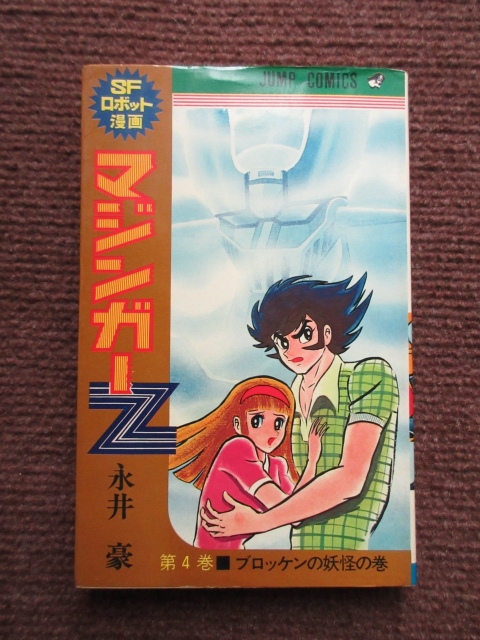 JUMP COMICS
SF
ロボット
漫画
マジンガーZ
永井豪
第4巻■ブロッケンの妖怪の巻